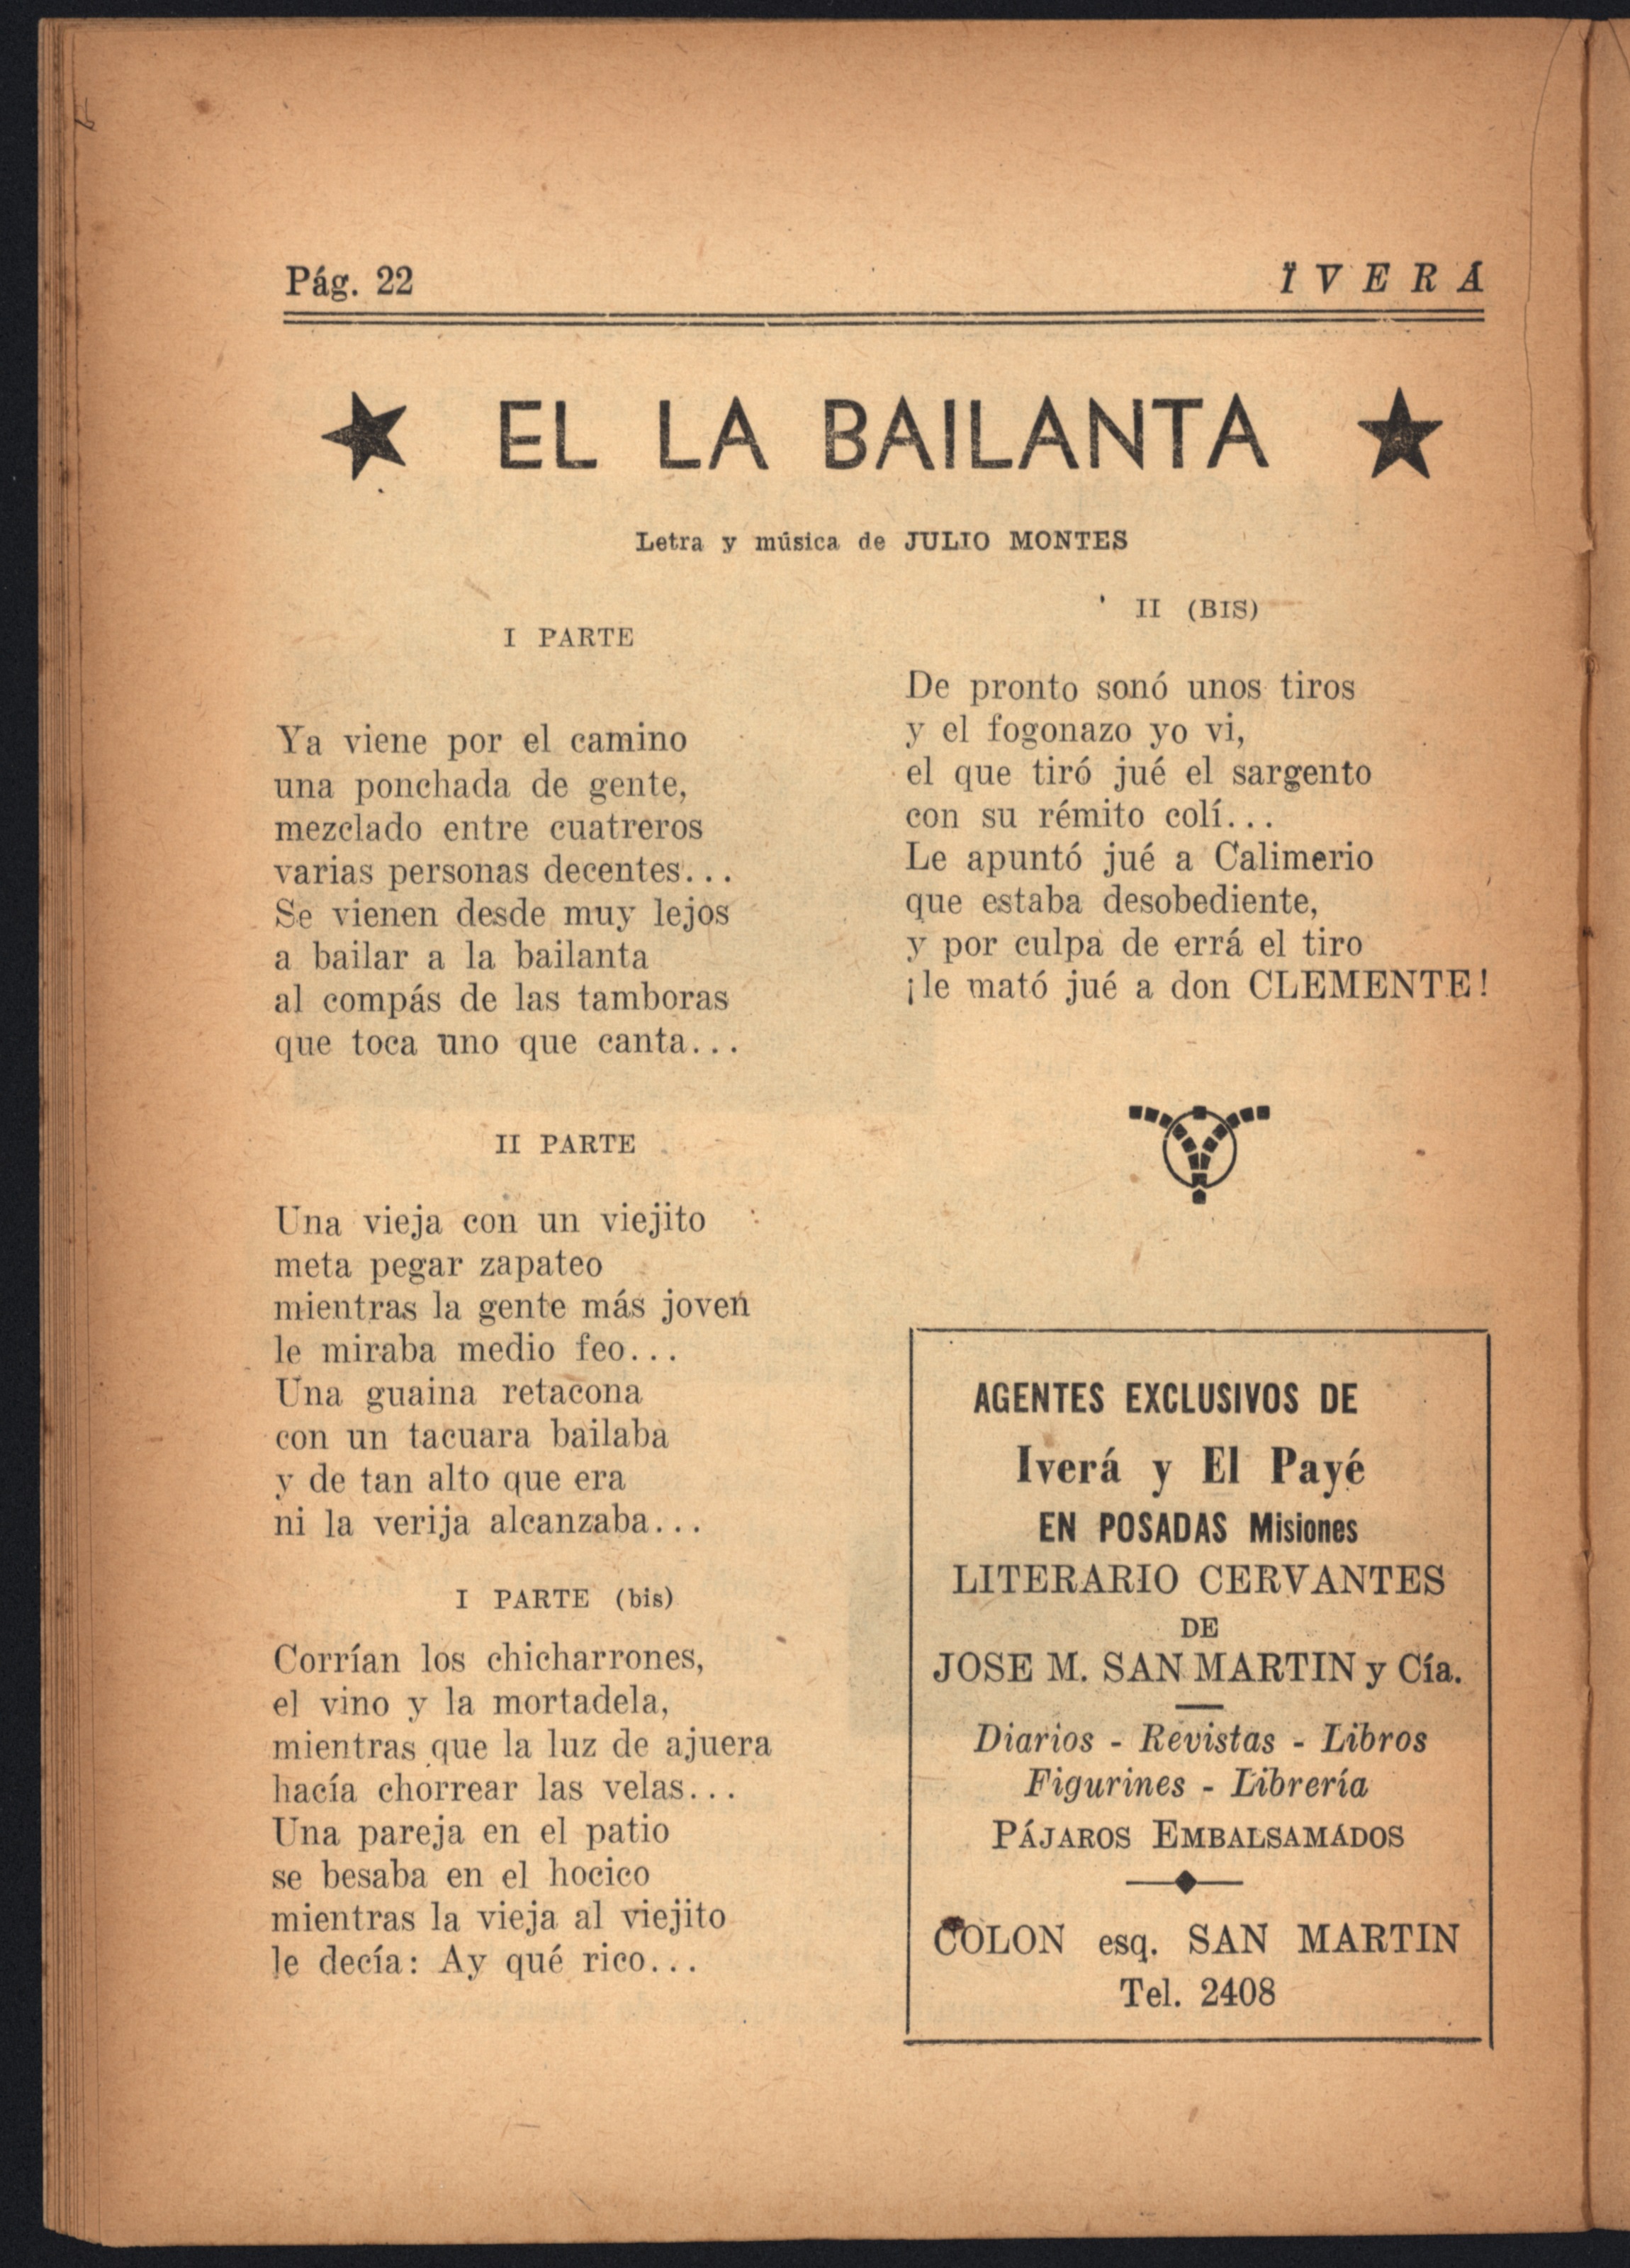 Pág. 22
IVERÁ
EL LA BAILANTA
Letra y música de JULIO MONTES
I PARTE
Ya viene por el camino
una ponchada de gente,
mezclado entre cuatreros
varias personas decentes...
Se vienen desde muy lejos
a bailar a la bailanta
al compás de las tamboras
que toca uno que canta...
II PARTE
Una vieja con un viejito
meta pegar zapateo
mientras la gente más joven
le miraba medio feo...
Una guaina retacona
con un tacuara bailaba
y de tan alto que era
ni la verija alcanzaba...
I PARTE (bis)
Corrían los chicharrones,
el vino y la mortadela,
mientras que la luz de ajuera
hacía chorrear las velas...
Una pareja en el patio
se besaba en el hocico
mientras la vieja al viejito
le decía: Ay qué rico...
II (BIS)
De pronto sonó unos tiros
y el fogonazo yo vi,
el que tiró jué el sargento
con su rémito colí...
Le apuntó jué a Calimerio
que estaba desobediente,
y por culpa de errá el tiro
¡le mató jué a don CLEMENTE!
AGENTES EXCLUSIVOS DE
Iverá y El Payé
EN POSADAS Misiones
LITERARIO CERVANTES
DE
JOSE M. SAN MARTIN y Cía.
Diarios - Revistas - Libros
Figurines - Librería
PÁJAROS EMBALSAMADOS
COLON esq. SAN MARTIN
Tel. 2408